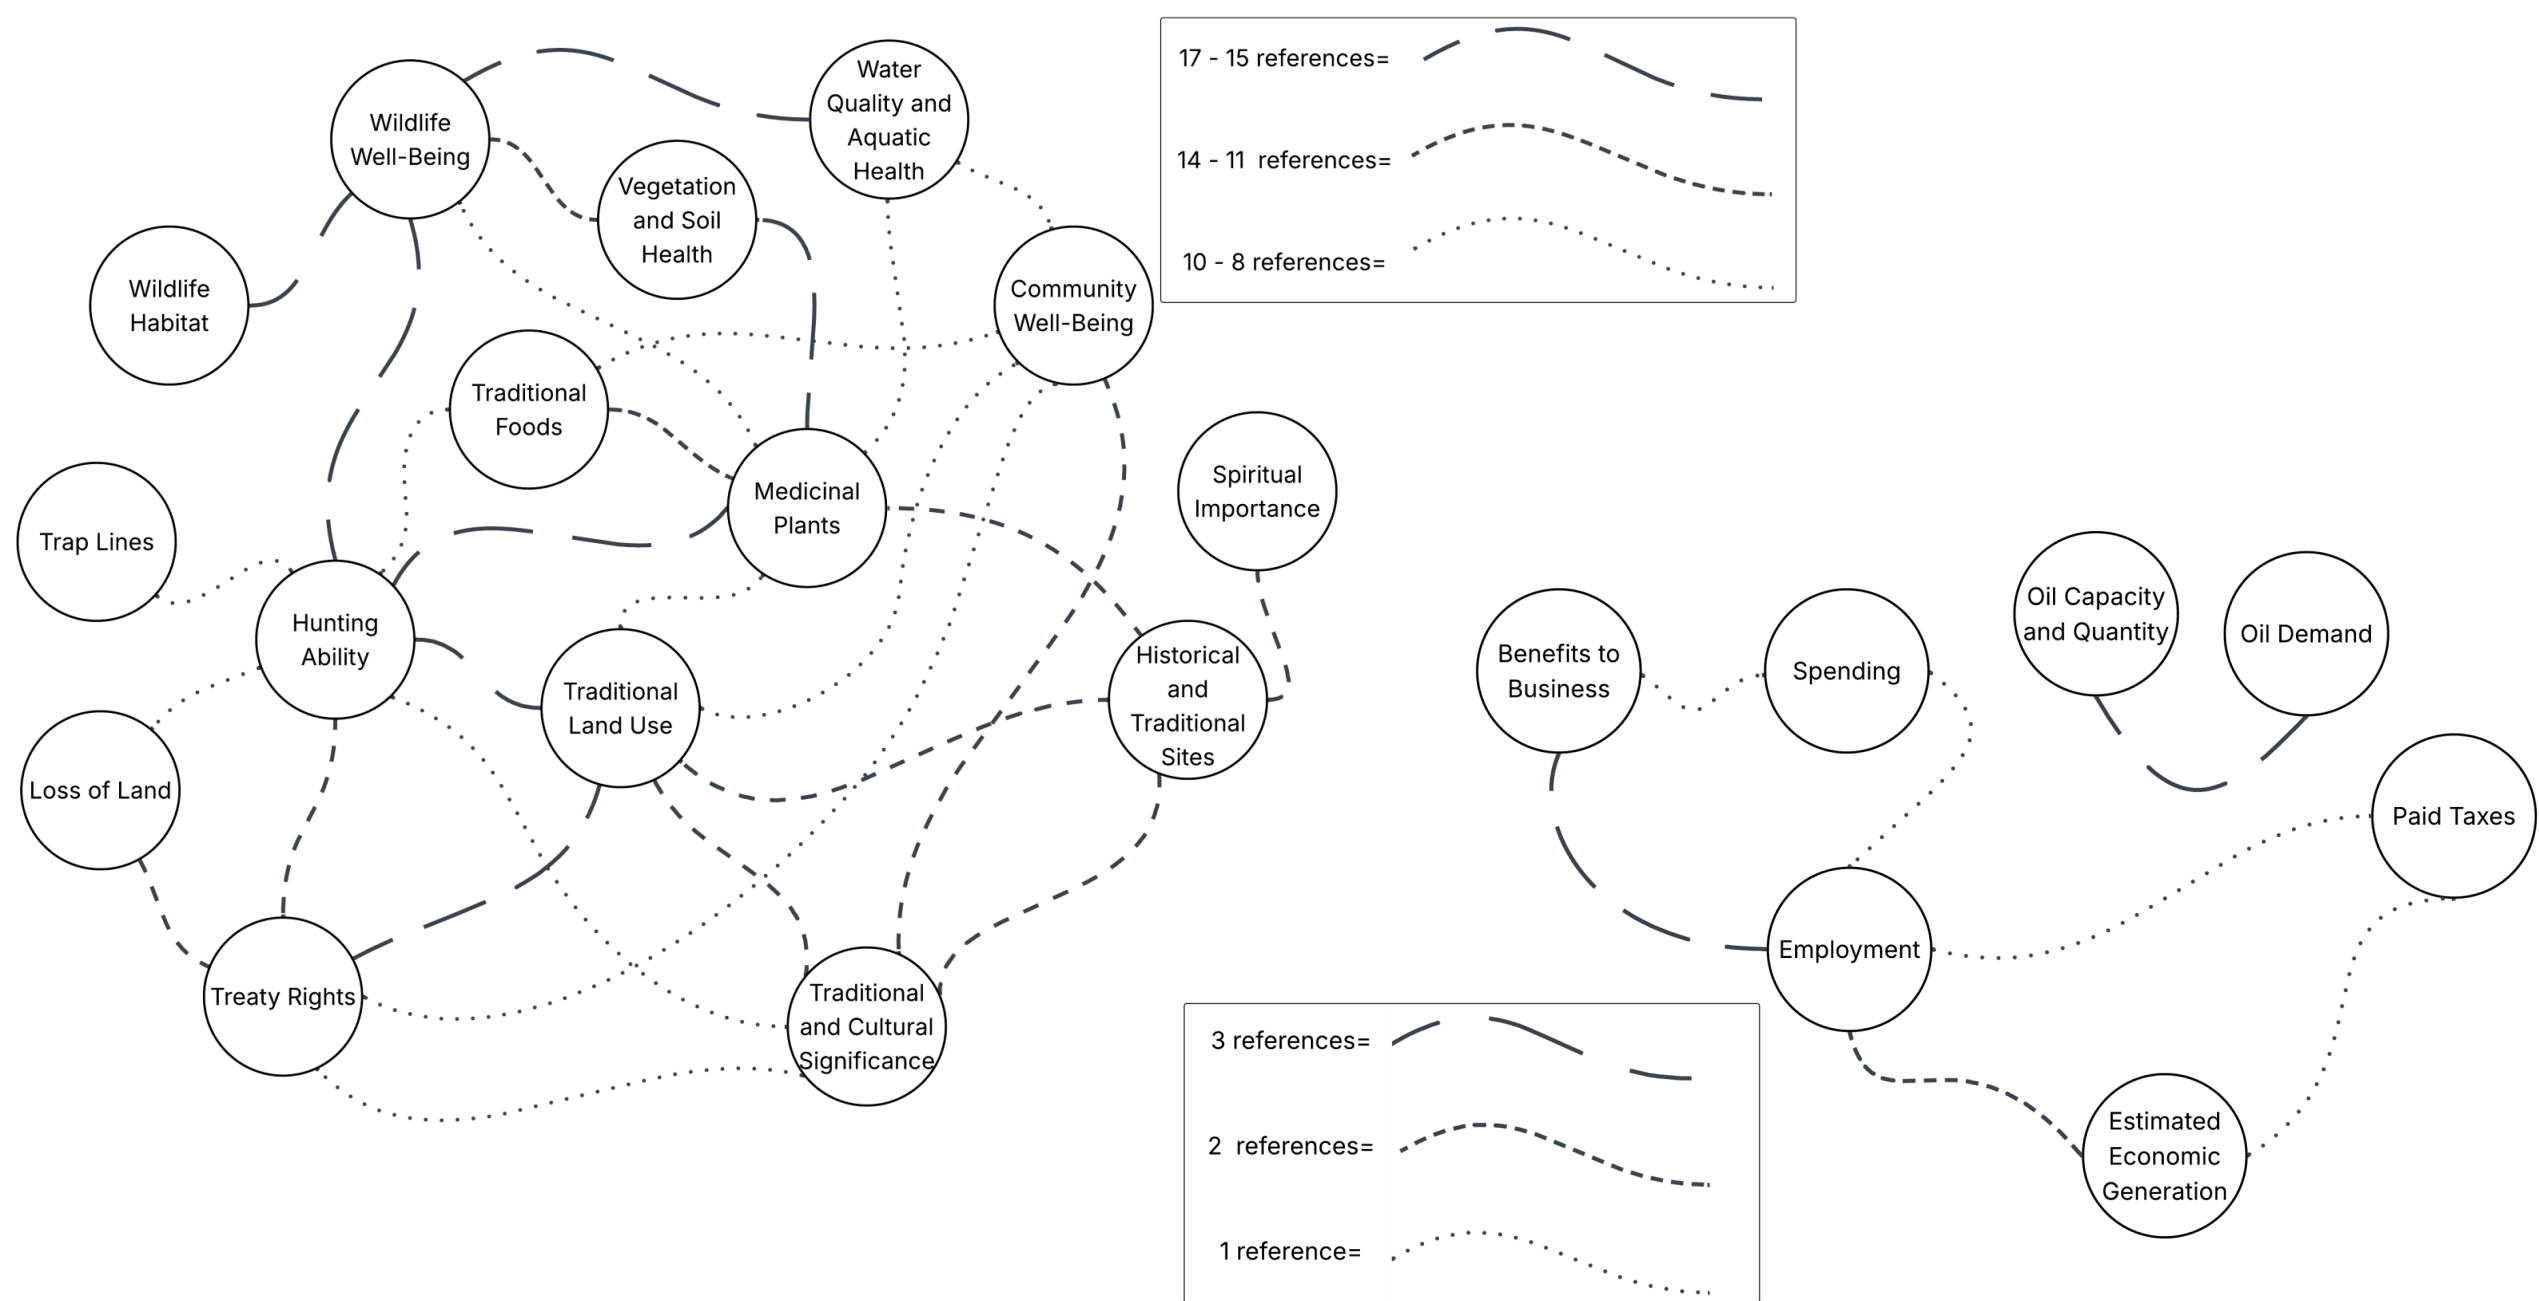 Water
Quality and
Aquatic
Health
Wildlife
Well-Being
Vegetation
and Soil
Health
Wildlife
Habitat
Community
Well-Being
Traditional
Foods
Medicinal
Plants
Spiritual
Importance
Trap Lines
Hunting
Ability
Traditional
Land Use
Historical
and
Traditional
Sites
Loss of Land
Treaty Rights
Traditional
and Cultural
Significance
17 - 15 references=
14 - 11  references=
10 - 8 references=
Benefits to
Business
Spending
Oil Capacity
and Quantity
Oil Demand
Paid Taxes
Employment
Estimated
Economic
Generation
3 references=
2  references=
1 reference=